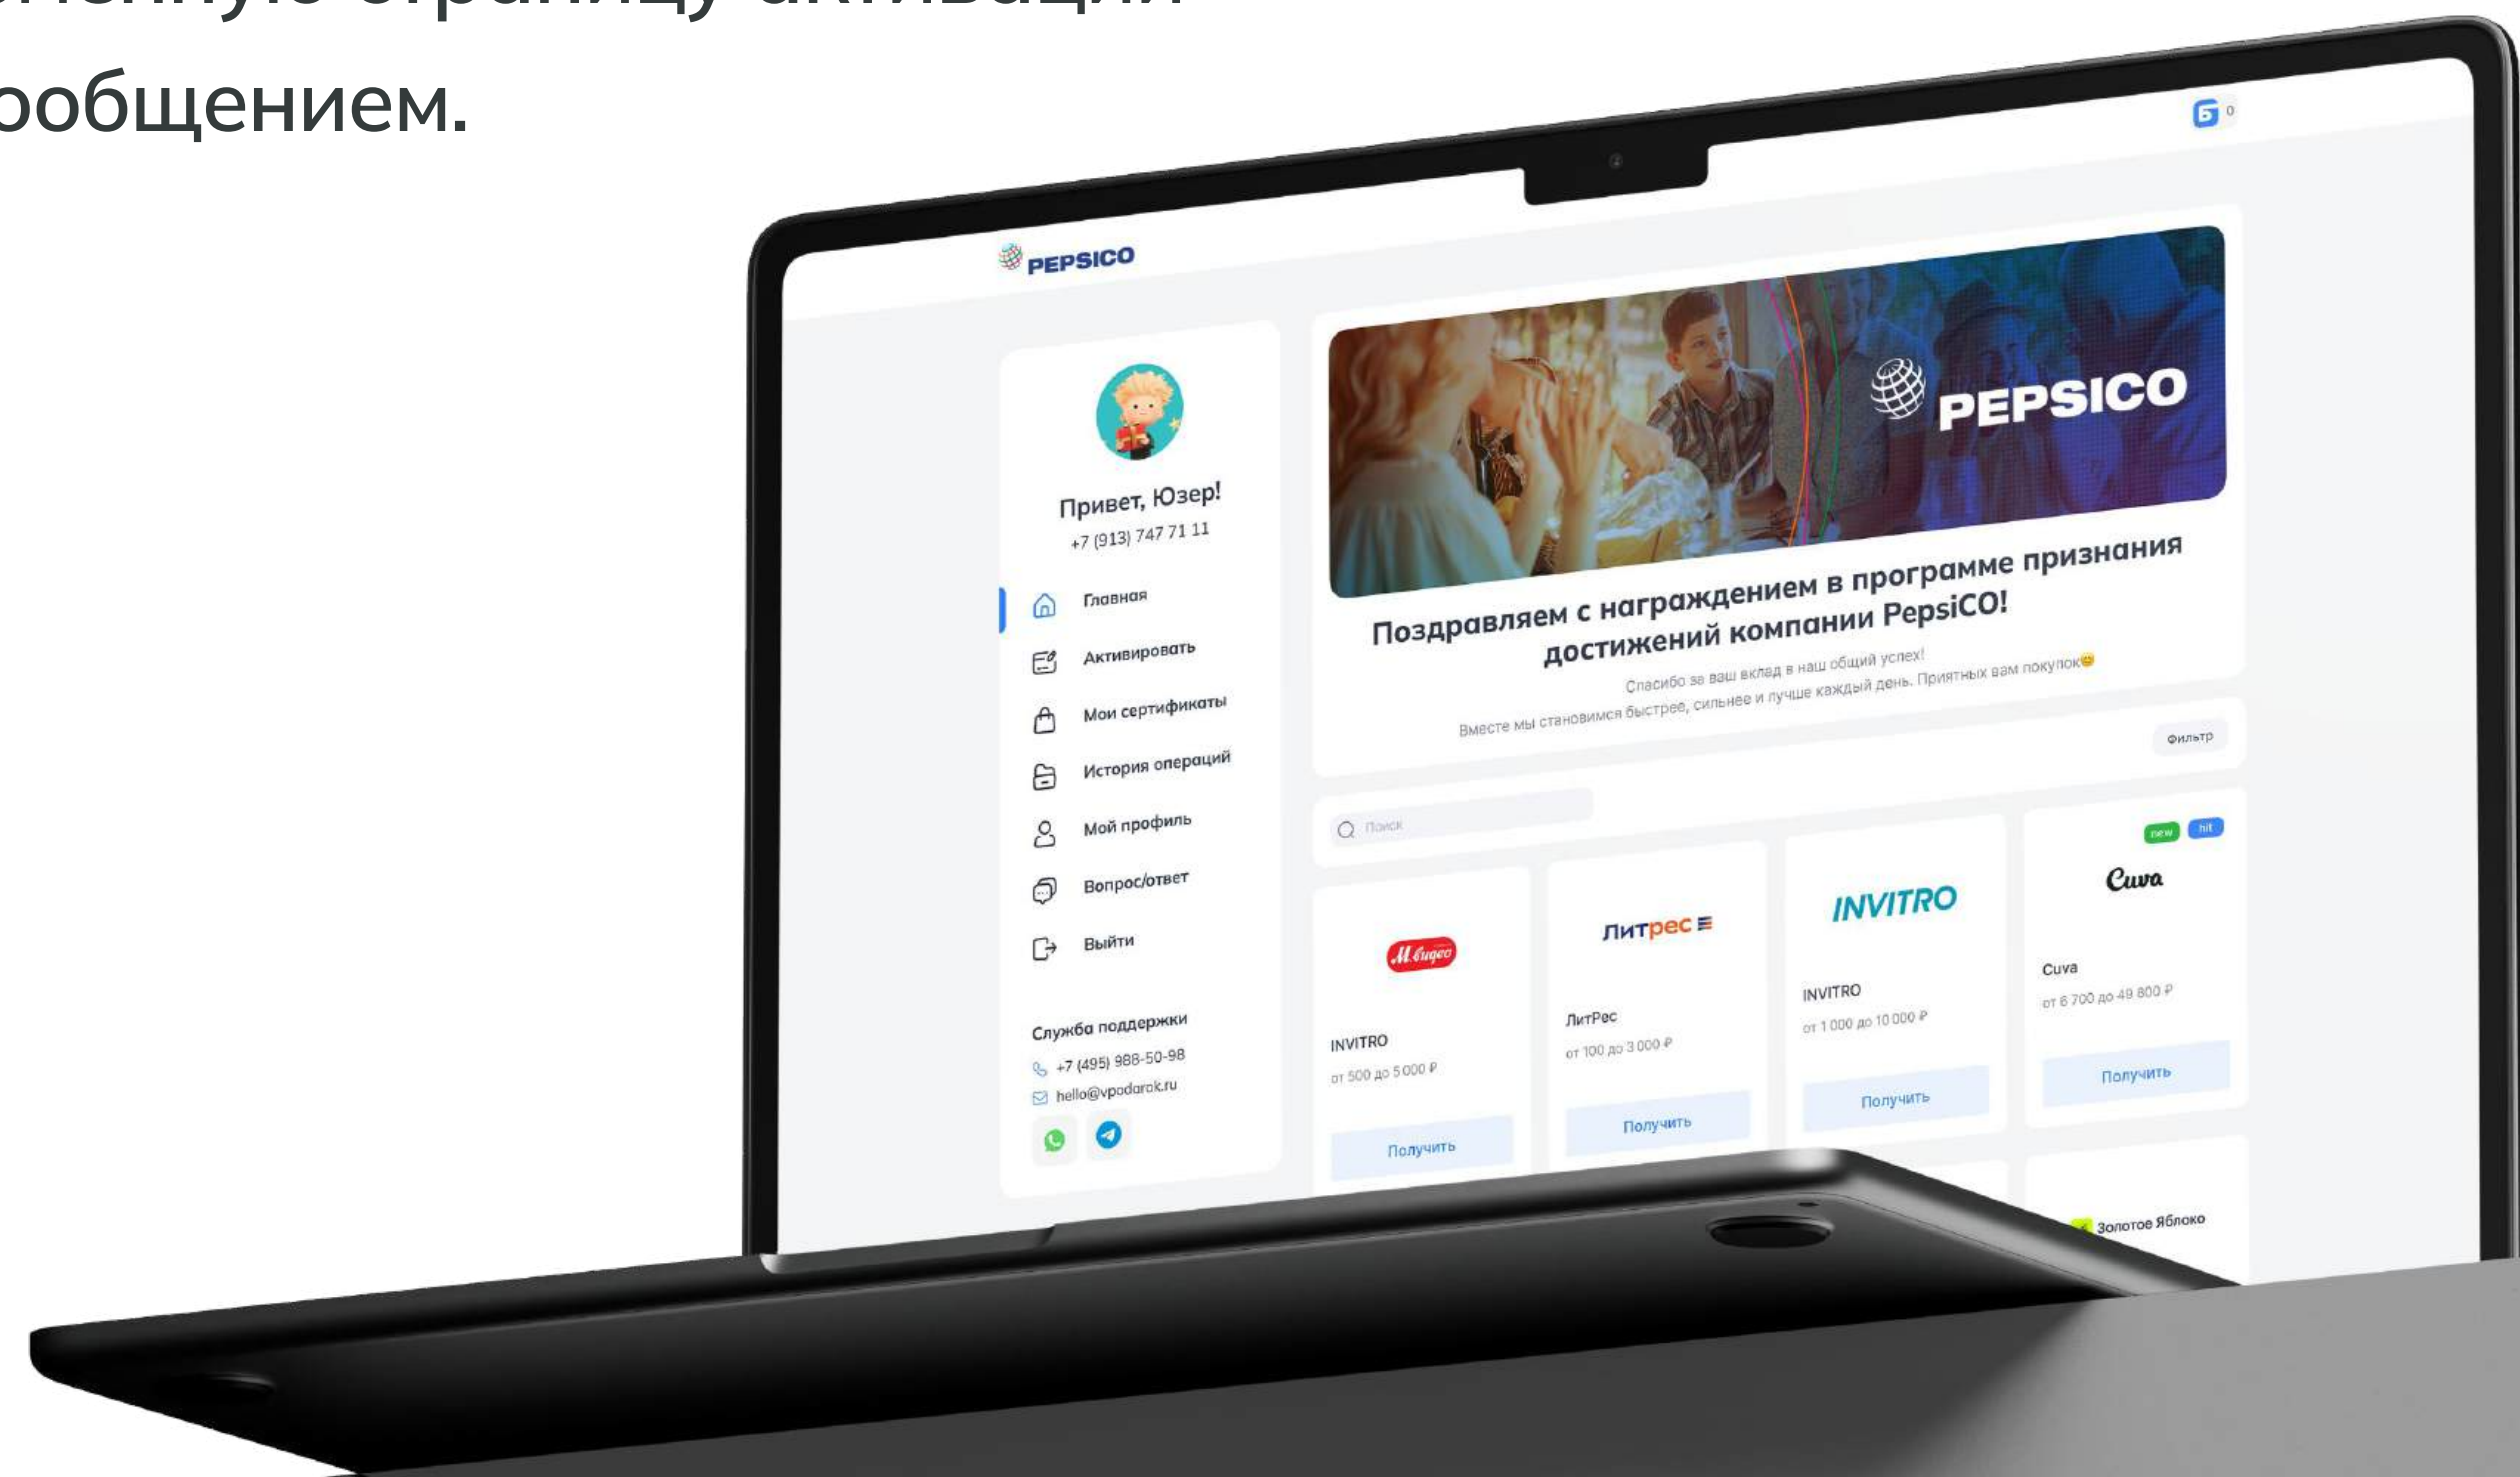 страницу активации
ообщением.
Б 0
PEPSICO
Привет, Юзер!
+7 (913) 747 71 11
Главная
Активировать
Мои сертификаты
История операций
Мой профиль
Вопрос/ответ
Выйти
Служба поддержки
+7 (495) 988-50-98
hello@vpodarok.ru
PEPSICO
Поздравляем с награждением в программе признания
достижений компании PepsiCO!
Спасибо за ваш вклад в наш общий успех!
Вместе мы становимся быстрее, сильнее и лучше каждый день. Приятных вам покупок😊
Фильтр
Поиск
М.видео
INVITRO
от 500 до 5 000 ₽
Получить
Литрес
ЛитРес
от 100 до 3 000 ₽
Получить
INVITRO
INVITRO
от 1 000 до 10 000 ₽
Получить
new hit
Cuva
Cuva
от 6 700 до 49 800 ₽
Получить
Золотое Яблоко